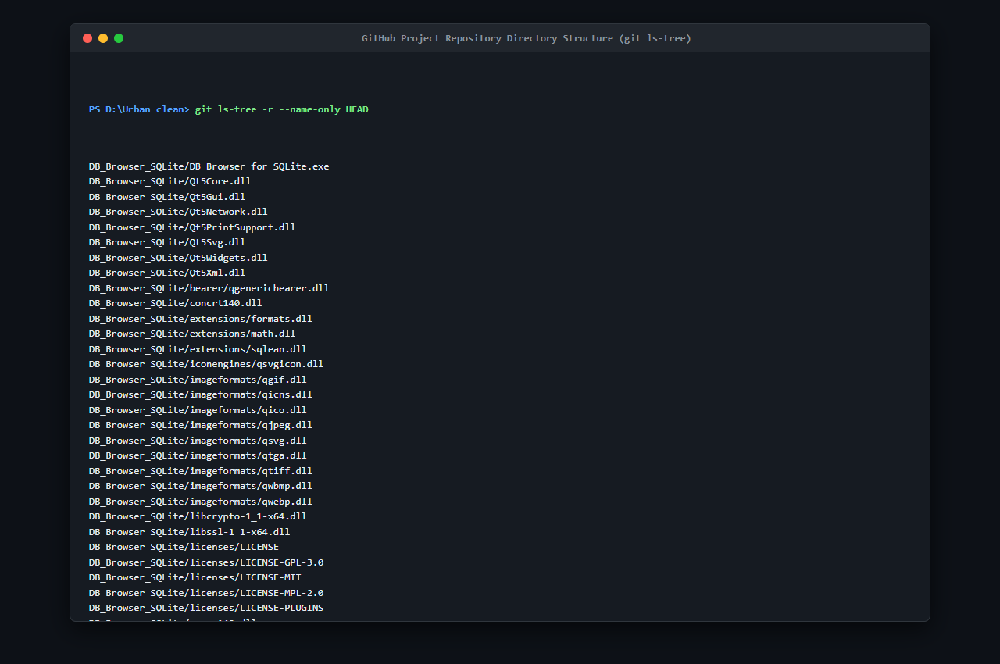 GitHub Project Repository Directory Structure (git ls-tree)
PS D:\Urban clean> git ls-tree -r --name-only HEAD
DB_Browser_SQLite/DB Browser for SQLite.exe
DB_Browser_SQLite/Qt5Core.dll
DB_Browser_SQLite/Qt5Gui.dll
DB_Browser_SQLite/Qt5Network.dll
DB_Browser_SQLite/Qt5PrintSupport.dll
DB_Browser_SQLite/Qt5Svg.dll
DB_Browser_SQLite/Qt5Widgets.dll
DB_Browser_SQLite/Qt5Xml.dll
DB_Browser_SQLite/bearer/qgenericbearer.dll
DB_Browser_SQLite/concrt140.dll
DB_Browser_SQLite/extensions/formats.dll
DB_Browser_SQLite/extensions/math.dll
DB_Browser_SQLite/extensions/sqlean.dll
DB_Browser_SQLite/iconengines/qsvgicon.dll
DB_Browser_SQLite/imageformats/qgif.dll
DB_Browser_SQLite/imageformats/qicns.dll
DB_Browser_SQLite/imageformats/qico.dll
DB_Browser_SQLite/imageformats/qjpeg.dll
DB_Browser_SQLite/imageformats/qsvg.dll
DB_Browser_SQLite/imageformats/qtga.dll
DB_Browser_SQLite/imageformats/qtiff.dll
DB_Browser_SQLite/imageformats/qwbmp.dll
DB_Browser_SQLite/imageformats/qwebp.dll
DB_Browser_SQLite/libcrypto-1_1-x64.dll
DB_Browser_SQLite/libssl-1_1-x64.dll
DB_Browser_SQLite/licenses/LICENSE
DB_Browser_SQLite/licenses/LICENSE-GPL-3.0
DB_Browser_SQLite/licenses/LICENSE-MIT
DB_Browser_SQLite/licenses/LICENSE-MPL-2.0
DB_Browser_SQLite/licenses/LICENSE-PLUGINS